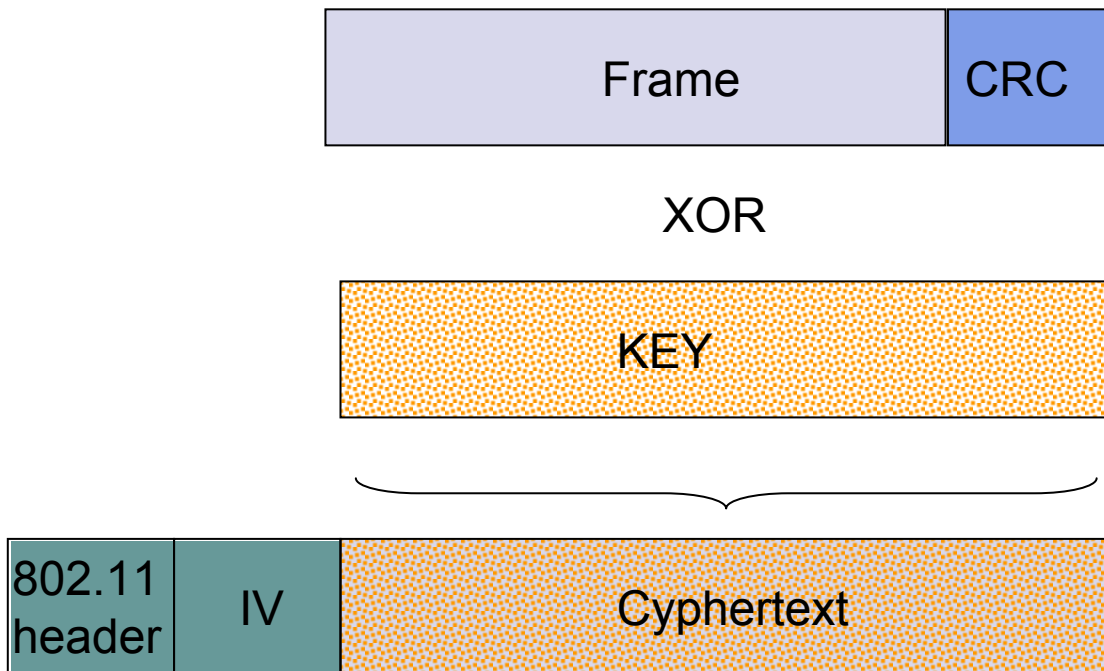 Frame CRC
XOR
KEY
802.11
header
IV
Cyphertext